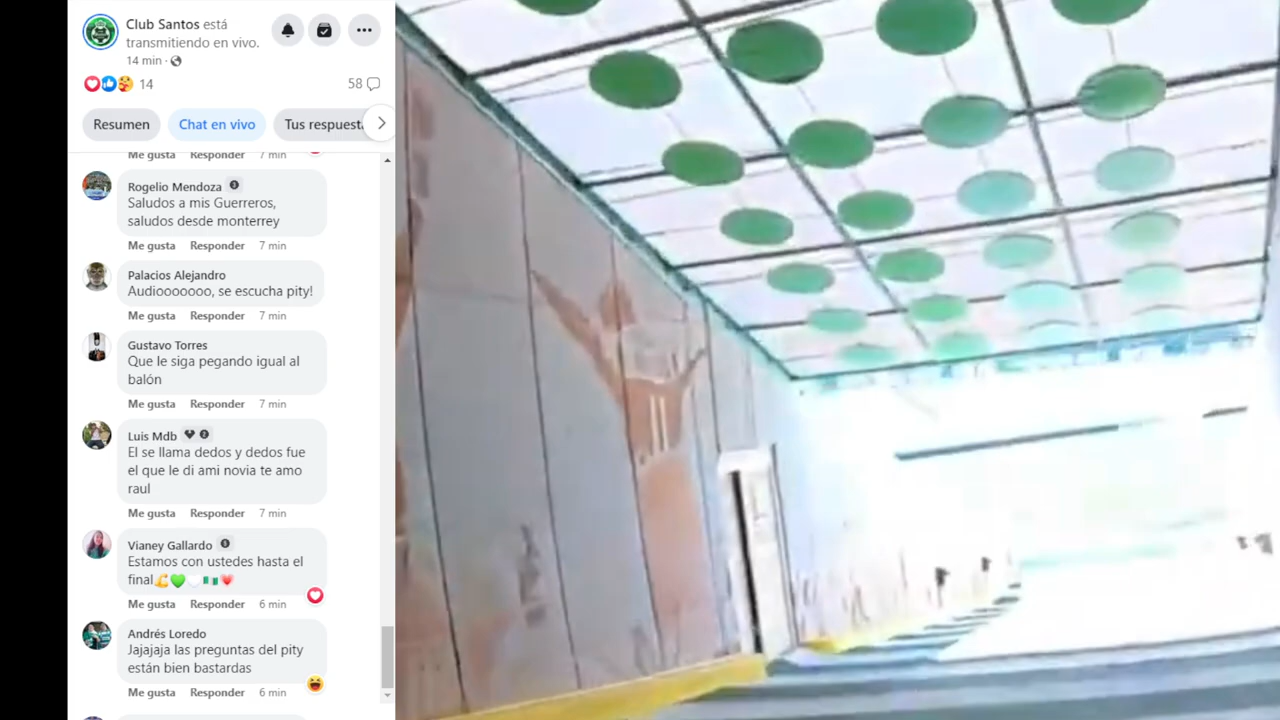 Club Santos está
transmitiendo en vivo.
14 min ·
14
58
Resumen
Chat en vivo
Tus respuest
Me gusta Responder 7 min
Rogelio Mendoza
Saludos a mis Guerreros,
saludos desde monterrey
Me gusta Responder 7 min
Palacios Alejandro
Audiooooooo, se escucha pity!
Me gusta Responder 7 min
Gustavo Torres
Que le siga pegando igual al
balón
Me gusta Responder 7 min
Luis Mdb
El se llama dedos y dedos fue
el que le di ami novia te amo
raul
Me gusta Responder 7 min
Vianey Gallardo
Estamos con ustedes hasta el
final💪💚🤍🇳🇬💗
Me gusta Responder 6 min
Andrés Loredo
Jajajaja las preguntas del pity
están bien bastardas
Me gusta Responder 6 min